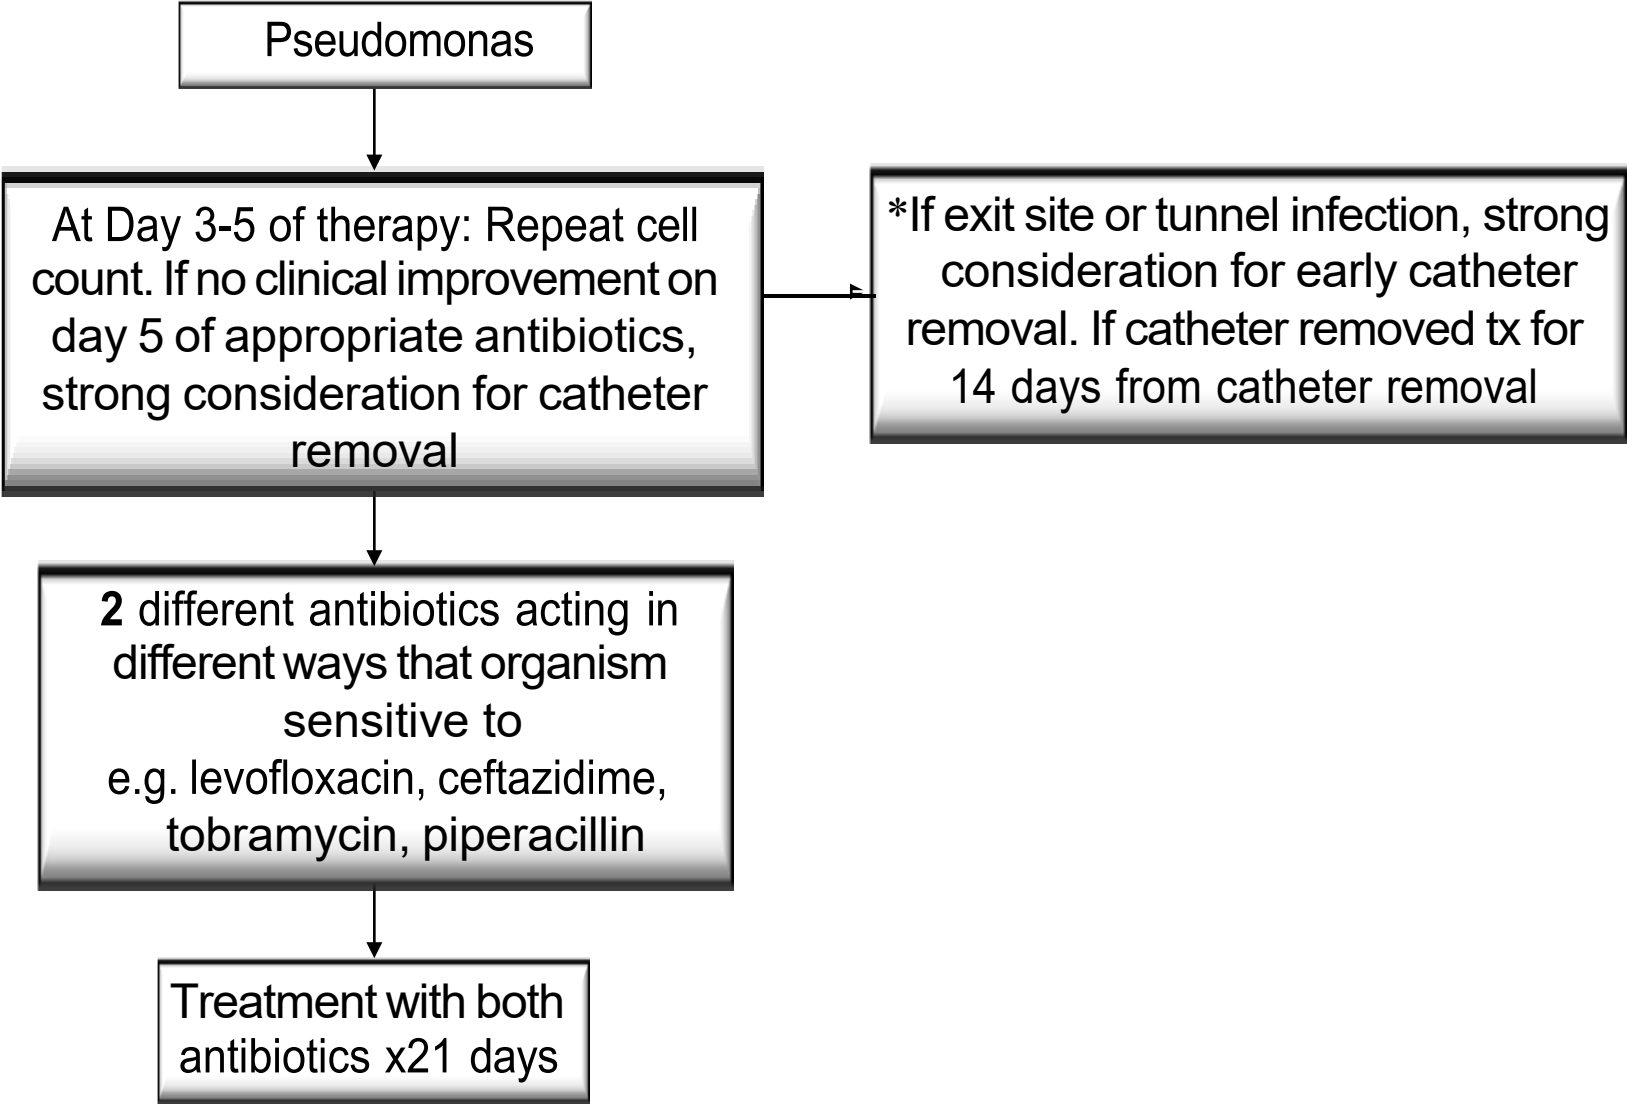 Pseudomonas
At Day 3-5 of therapy: Repeat cell
count. If no clinical improvement on
day 5 of appropriate antibiotics,
strong consideration for catheter
removal
*If exit site or tunnel infection, strong
consideration for early catheter
removal. If catheter removed tx for
14 days from catheter removal
2 different antibiotics acting in
different ways that organism
sensitive to
e.g. levofloxacin, ceftazidime,
tobramycin, piperacillin
Treatment with both
antibiotics x21 days